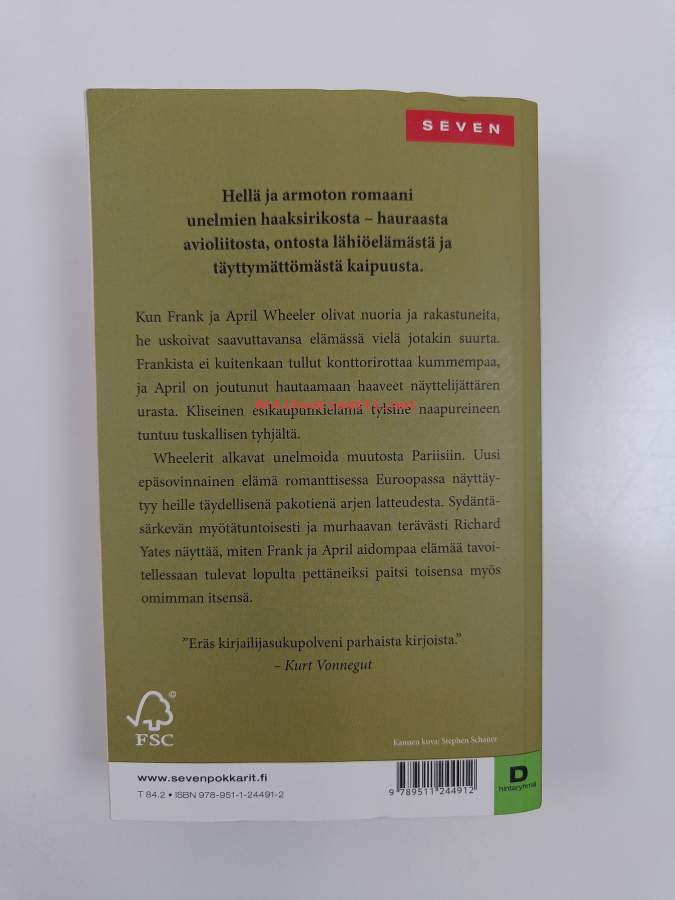 SEVEN
Hellä ja armoton romaani
unelmien haaksirikosta – hauraasta
avioliitosta, ontosta lähiöelämästä ja
täyttymättömästä kaipuusta.
Kun Frank ja April Wheeler olivat nuoria ja rakastuneita,
he uskoivat saavuttavansa elämässä vielä jotakin suurta.
Frankista ei kuitenkaan tullut konttorirottaa kummempaa,
ja April on joutunut hautaamaan haaveet näyttelijättären
urasta. Kliseinen esikaupunkielämä tylsine naapureineen
tuntuu tuskallisen tyhjältä.
Wheelerit alkavat unelmoida muutosta Pariisiin. Uusi
epäsovinnainen elämä romanttisessa Euroopassa näyttäy-
tyy heille täydellisenä pakotienä arjen latteudesta. Sydäntä-
särkevän myötätuntoisesti ja murhaavan terävästi Richard
Yates näyttää, miten Frank ja April aidompaa elämää tavoi-
tellessaan tulevat lopulta pettäneiksi paitsi toisensa myös
omimman itsensä.
”Eräs kirjailijasukupolveni parhaista kirjoista.”
– Kurt Vonnegut
©
FSC
Kannen kuva: Stephen Schauer
www.sevenpokkarit.fi
T 84.2 • ISBN 978-951-1-24491-2
9 789511 244912
D
hintaryhmä